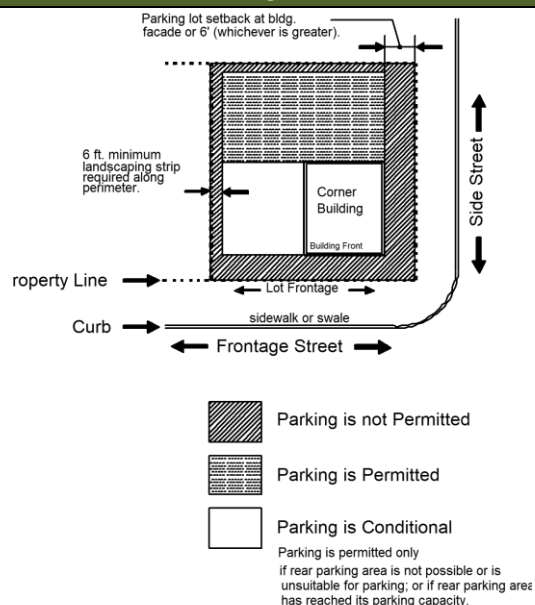 Parking lot setback at bldg.
facade or 6' (whichever is greater).
6 ft. minimum
landscaping strip
required along
perimeter.
Corner
Building
Building Front
Side Street
roperty Line
Lot Frontage
sidewalk or swale
Curb
Frontage Street
Parking is not Permitted
Parking is Permitted
Parking is Conditional
Parking is permitted only
if rear parking area is not possible or is
unsuitable for parking; or if rear parking area
has reached its parking capacity.